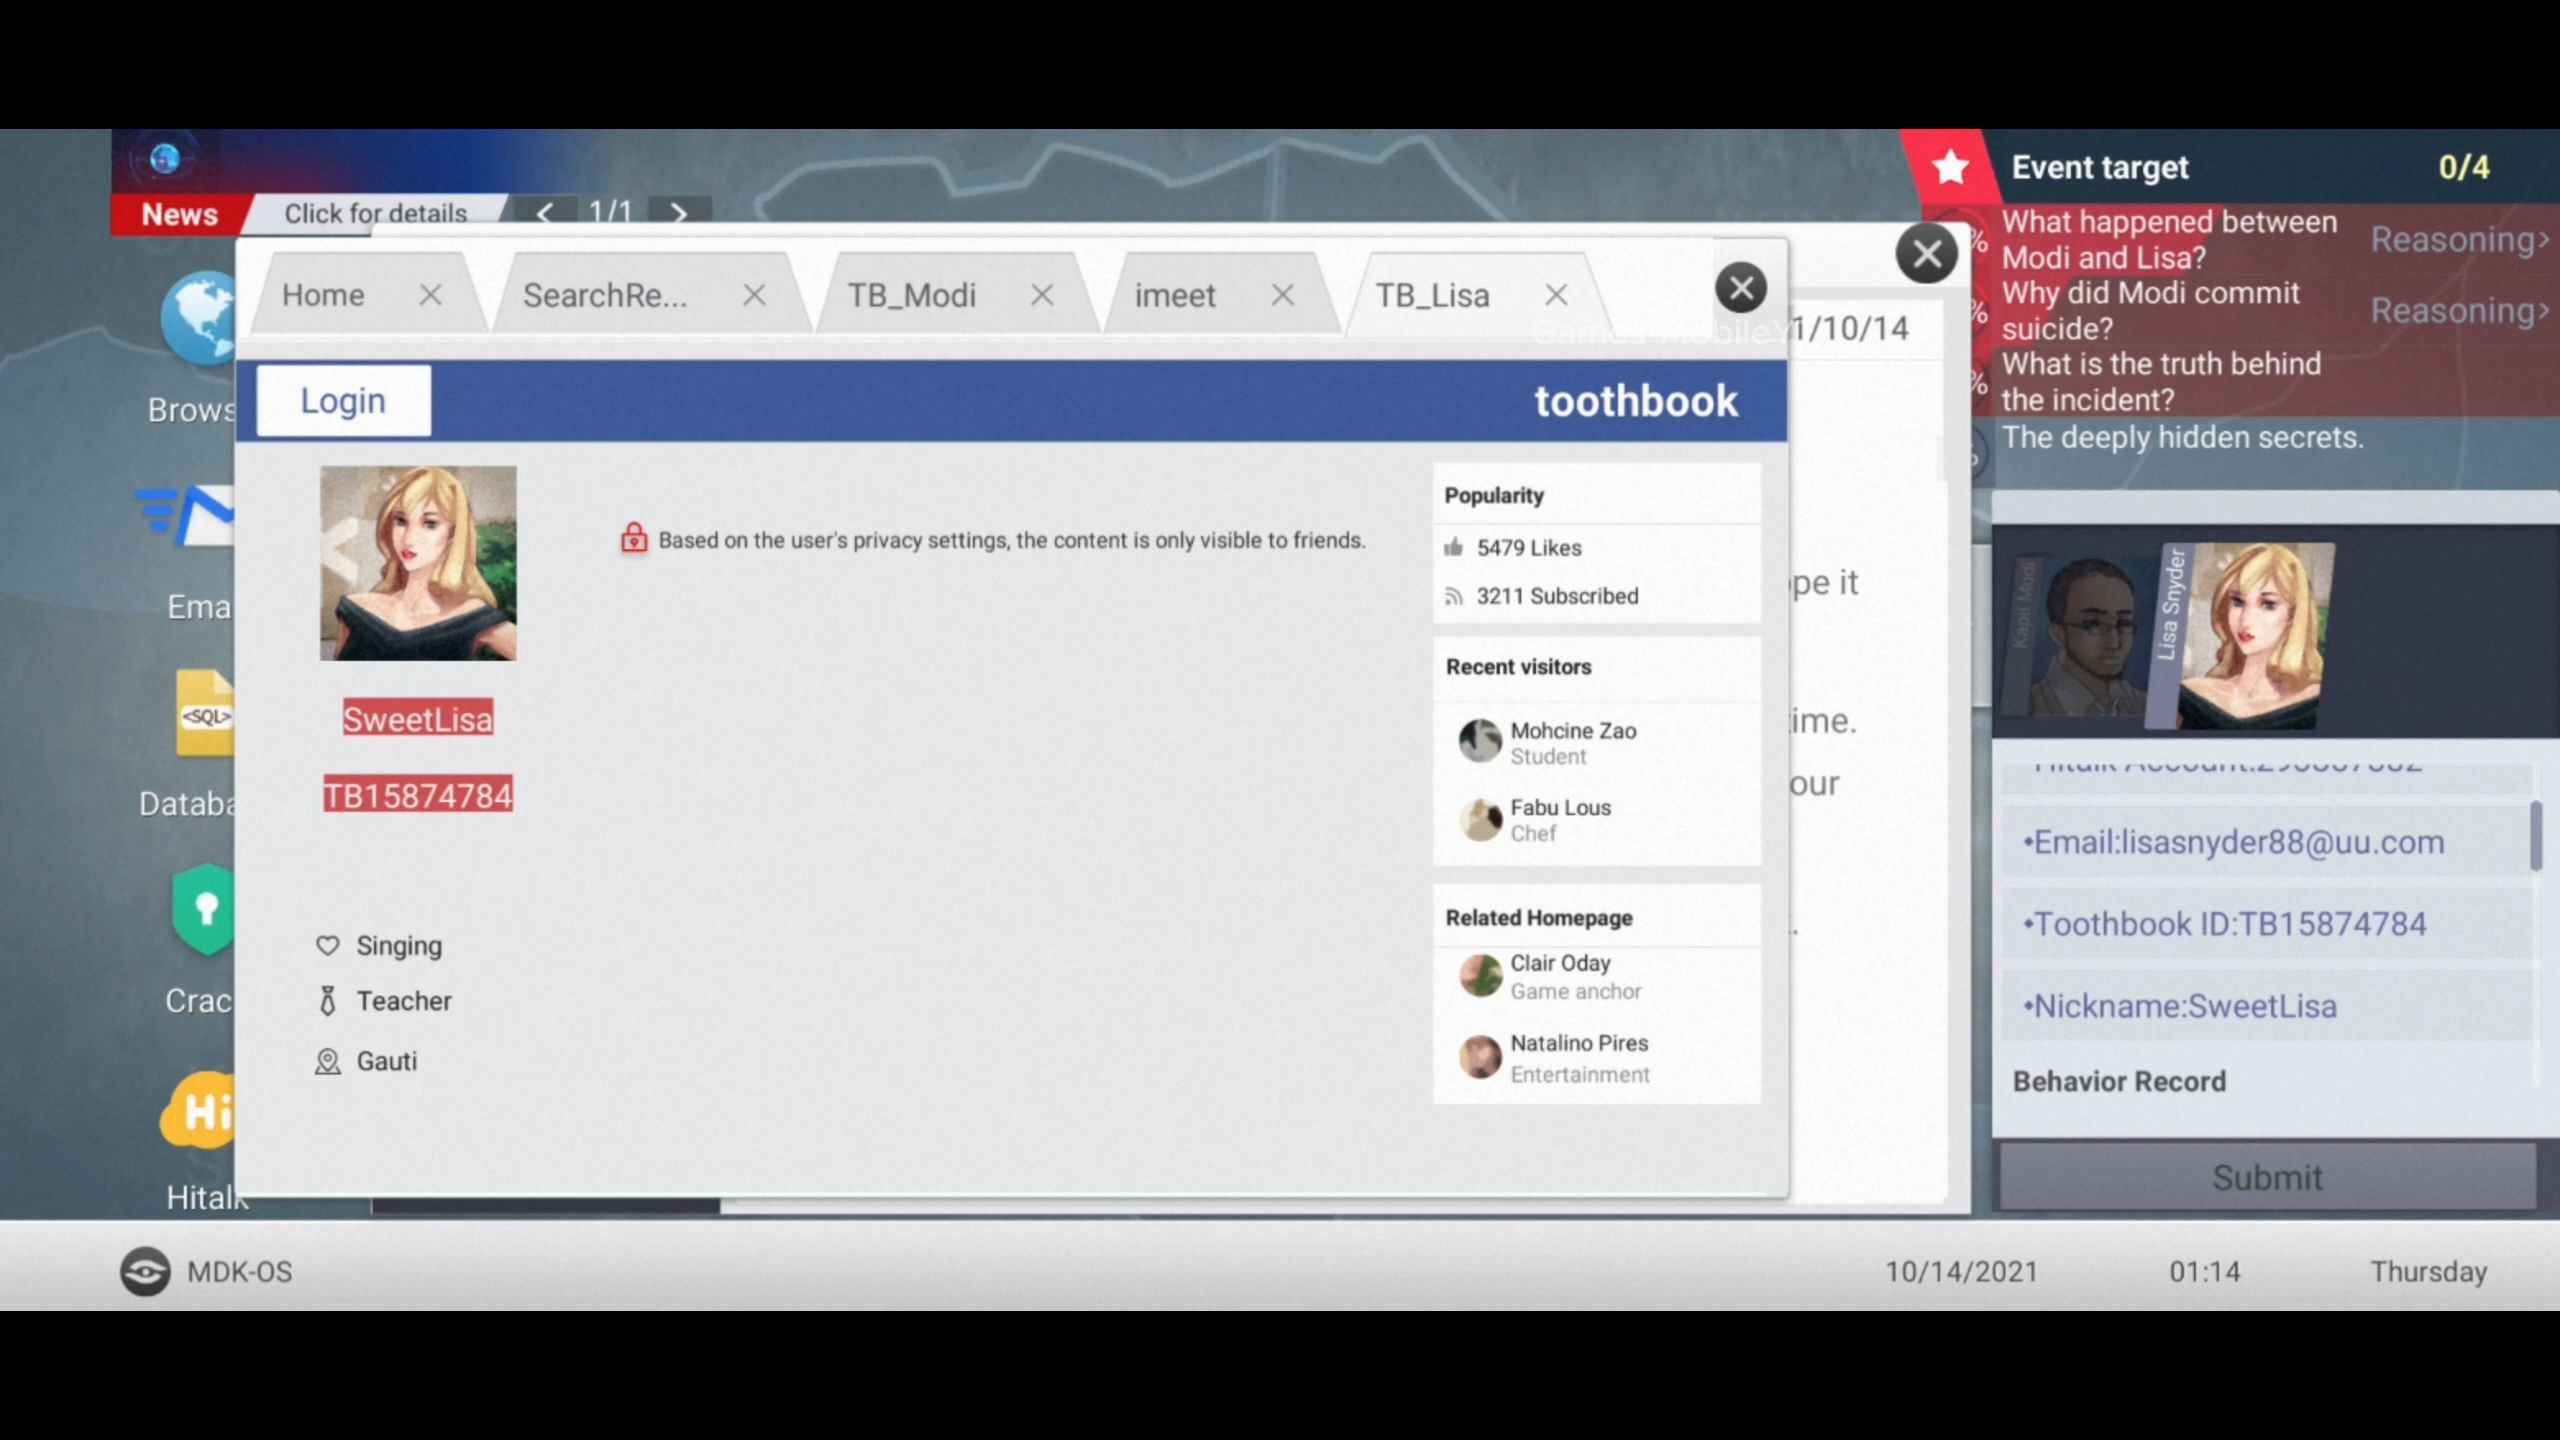 News
Click for details
1/1
Event target
0/4
What happened between
Modi and Lisa?
Reasoning>
Why did Modi commit
suicide?
Reasoning>
What is the truth behind
the incident?
The deeply hidden secrets.
Home
SearchRe...
TB_Modi
imeet
TB_Lisa
1/10/14
Login
toothbook
Based on the user's privacy settings, the content is only visible to friends.
SweetLisa
TB15874784
Singing
Teacher
Gauti
Popularity
5479 Likes
3211 Subscribed
Recent visitors
Mohcine Zao
Student
Fabu Lous
Chef
Related Homepage
Clair Oday
Game anchor
Natalino Pires
Entertainment
pe it
ime.
our
Brows
Ema
<SQL>
Databa
Crac
Hi
Hitalk
Kapil Modi
Lisa Snyder
•Email:lisasnyder88@uu.com
•Toothbook ID:TB15874784
•Nickname:SweetLisa
Behavior Record
Submit
MDK-OS
10/14/2021
01:14
Thursday